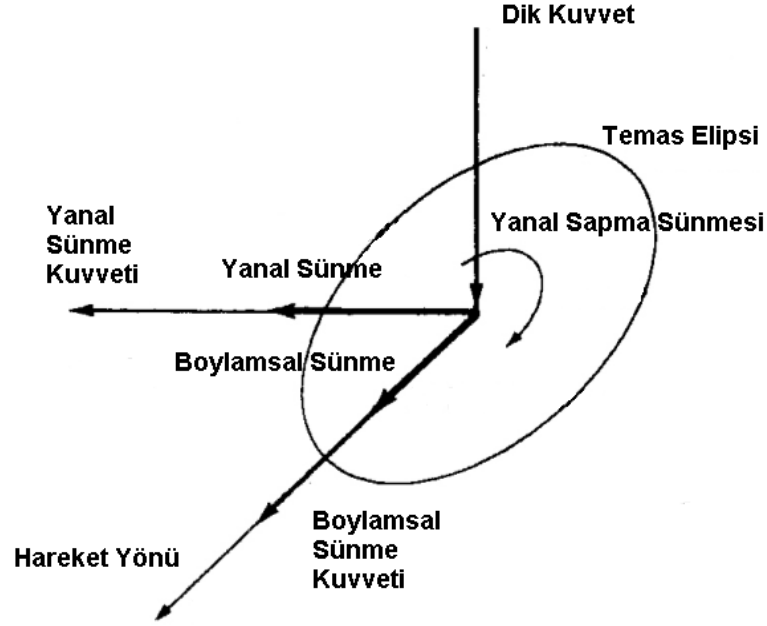 Dik Kuvvet
Temas Elipsi
Yanal
Sünme
Kuvveti
Yanal Sapma Sünmesi
Yanal Sünme
Boylamsal Sünme
Boylamsal
Sünme
Kuvveti
Hareket Yönü